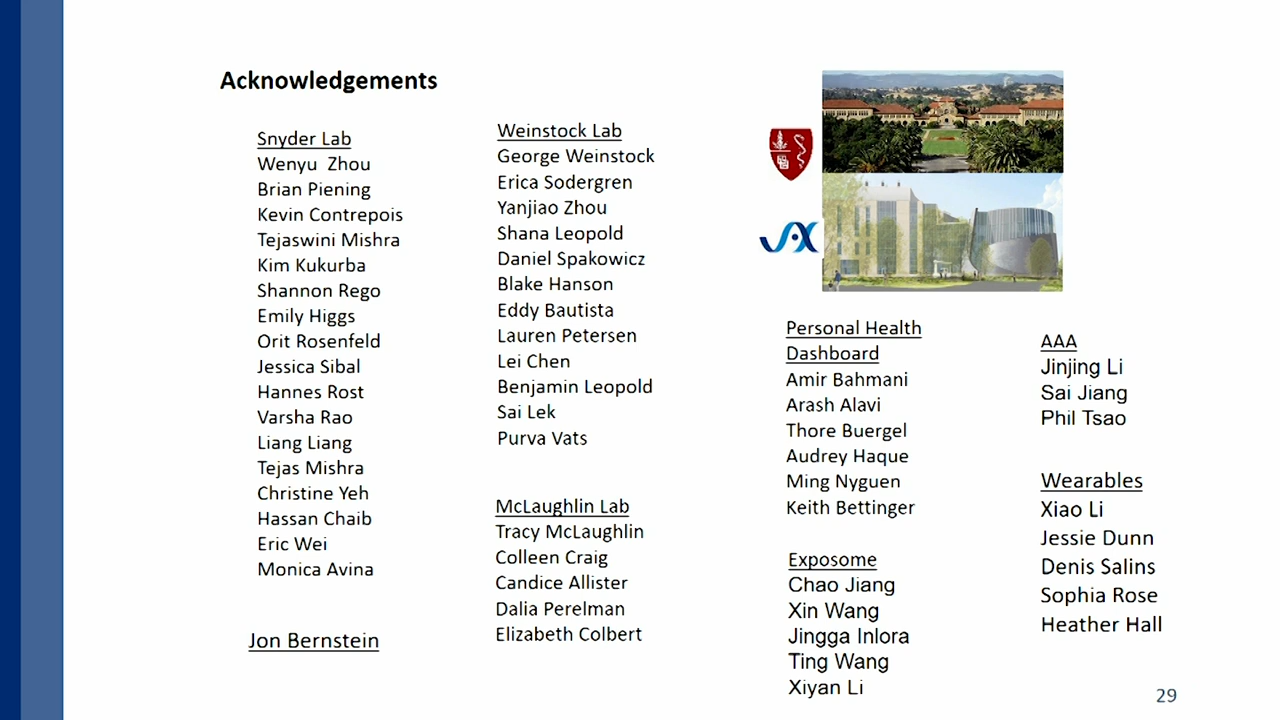 Acknowledgements
Snyder Lab
Wenyu Zhou
Brian Piening
Kevin Contrepois
Tejaswini Mishra
Kim Kukurba
Shannon Rego
Emily Higgs
Orit Rosenfeld
Jessica Sibal
Hannes Rost
Varsha Rao
Liang Liang
Tejas Mishra
Christine Yeh
Hassan Chaib
Eric Wei
Monica Avina
Jon Bernstein
Weinstock Lab
George Weinstock
Erica Sodergren
Yanjiao Zhou
Shana Leopold
Daniel Spakowicz
Blake Hanson
Eddy Bautista
Lauren Petersen
Lei Chen
Benjamin Leopold
Sai Lek
Purva Vats
McLaughlin Lab
Tracy McLaughlin
Colleen Craig
Candice Allister
Dalia Perelman
Elizabeth Colbert
JAX
Personal Health
Dashboard
Amir Bahmani
Arash Alavi
Thore Buergel
Audrey Haque
Ming Nyguen
Keith Bettinger
Exposome
Chao Jiang
Xin Wang
Jingga Inlora
Ting Wang
Xiyan Li
AAA
Jinjing Li
Sai Jiang
Phil Tsao
Wearables
Xiao Li
Jessie Dunn
Denis Salins
Sophia Rose
Heather Hall
29